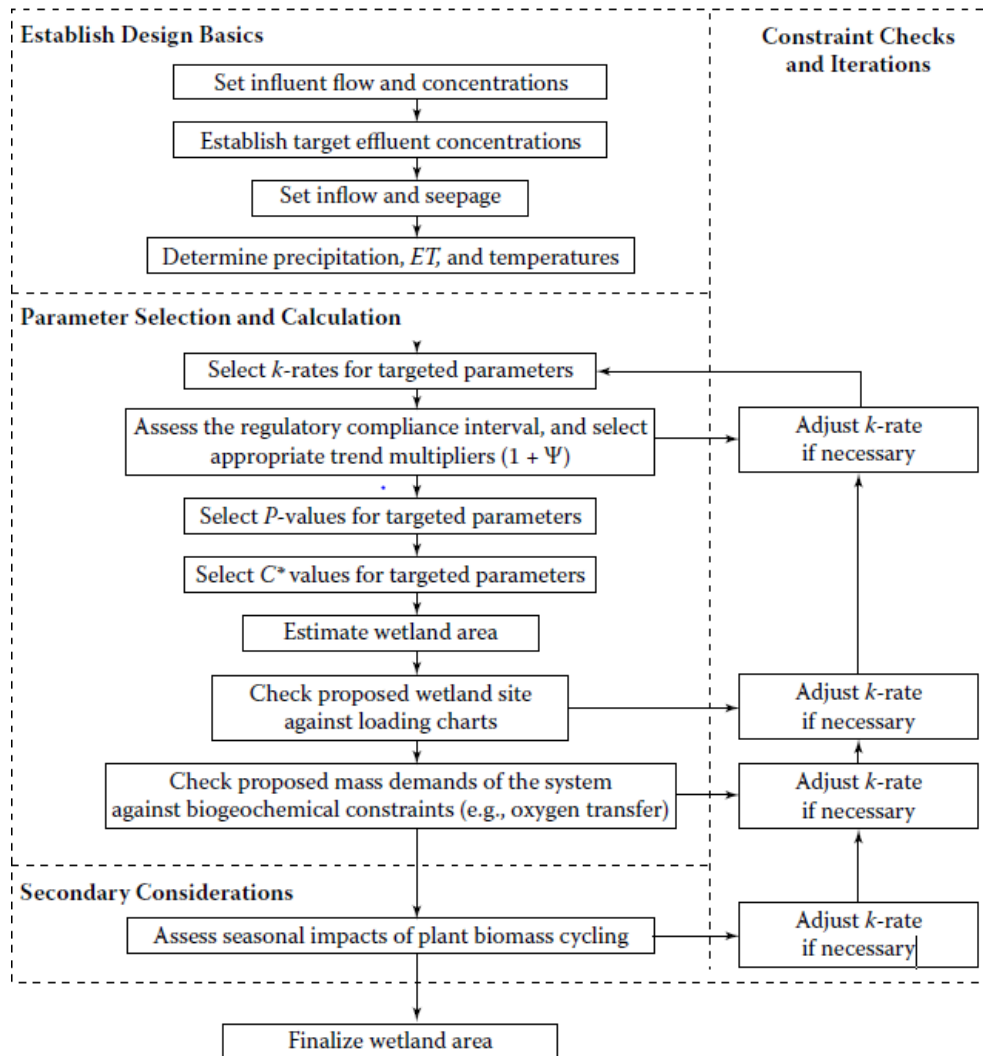 Establish Design Basics
Constraint Checks
and Iterations
Set influent flow and concentrations
Establish target effluent concentrations
Set inflow and seepage
Determine precipitation, ET, and temperatures
Parameter Selection and Calculation
Select k-rates for targeted parameters
Assess the regulatory compliance interval, and select
appropriate trend multipliers (1 + Ψ)
Adjust k-rate
if necessary
Select P-values for targeted parameters
Select C* values for targeted parameters
Estimate wetland area
Check proposed wetland site
against loading charts
Adjust k-rate
if necessary
Check proposed mass demands of the system
against biogeochemical constraints (e.g., oxygen transfer)
Adjust k-rate
if necessary
Secondary Considerations
Assess seasonal impacts of plant biomass cycling
Adjust k-rate
if necessary
Finalize wetland area